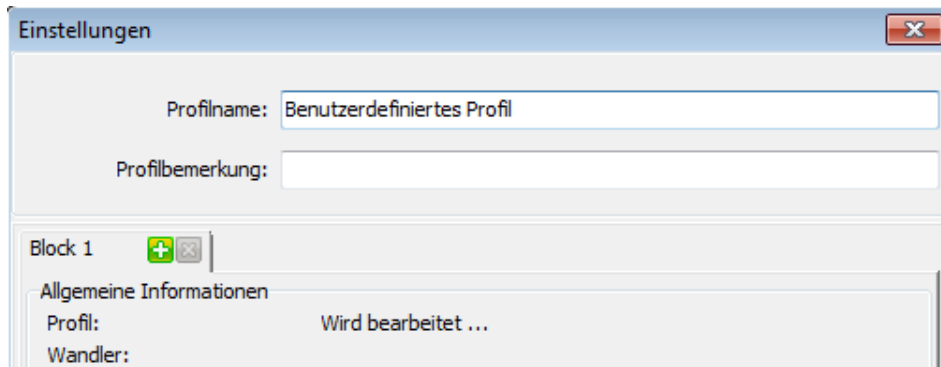 Einstellungen
Profilname: Benutzerdefiniertes Profil
Profilbemerkung:
Block 1
Allgemeine Informationen
Profil: Wird bearbeitet ...
Wandler: